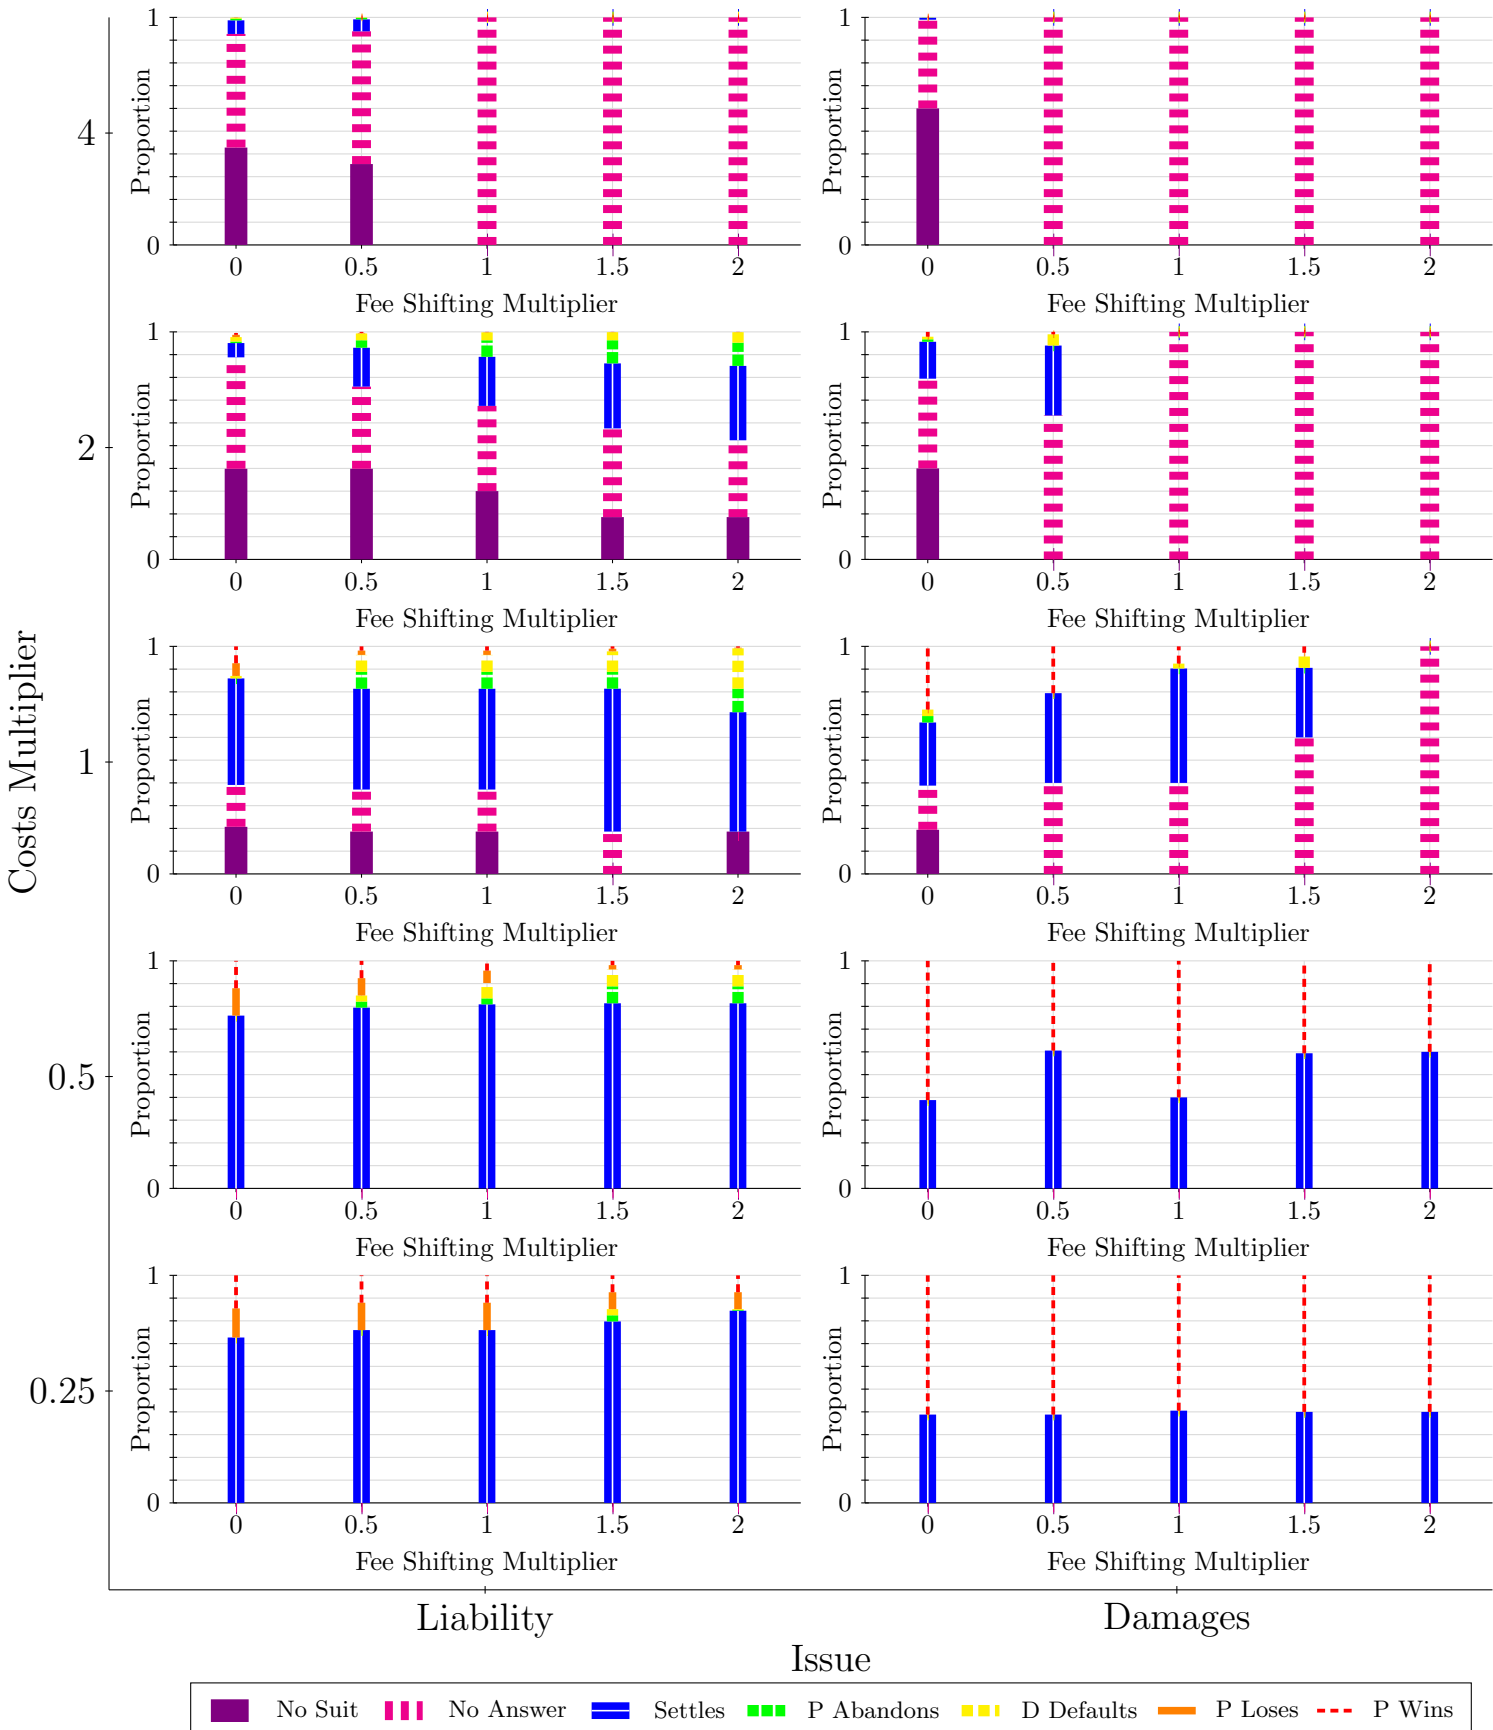 Costs Multiplier
4
1
Proportion
0
0 0.5 1 1.5 2
Fee Shifting Multiplier
1
Proportion
0
0 0.5 1 1.5 2
Fee Shifting Multiplier
2
1
Proportion
0
0 0.5 1 1.5 2
Fee Shifting Multiplier
1
Proportion
0
0 0.5 1 1.5 2
Fee Shifting Multiplier
1
1
Proportion
0
0 0.5 1 1.5 2
Fee Shifting Multiplier
1
Proportion
0
0 0.5 1 1.5 2
Fee Shifting Multiplier
0.5
1
Proportion
0
0 0.5 1 1.5 2
Fee Shifting Multiplier
1
Proportion
0
0 0.5 1 1.5 2
Fee Shifting Multiplier
0.25
1
Proportion
0
0 0.5 1 1.5 2
Fee Shifting Multiplier
1
Proportion
0
0 0.5 1 1.5 2
Fee Shifting Multiplier
Liability Damages
Issue
No Suit No Answer Settles P Abandons D Defaults P Loses P Wins